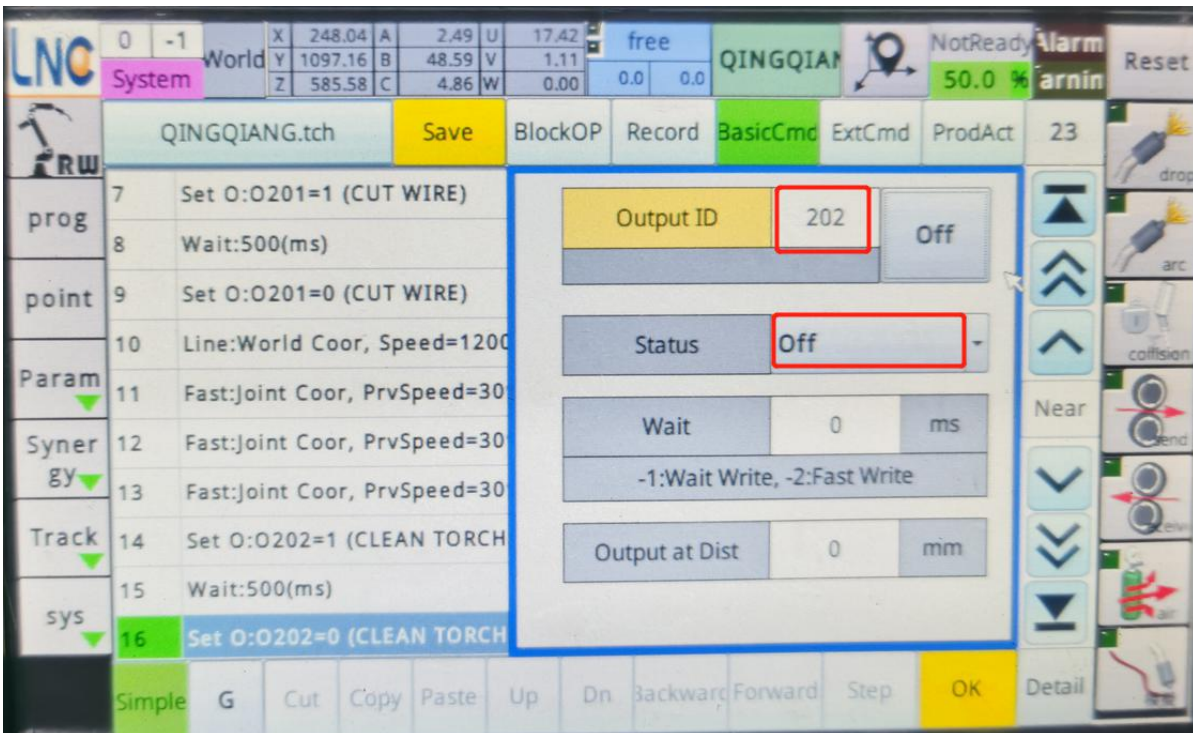 LNC
0 -1
System
World
X 248.04 A 2.49 U 17.42
Y 1097.16 B 48.59 V 1.11
Z 585.58 C 4.86 W 0.00
free
0.0 0.0
QINGQIAN
NotReady
50.0 %
Alarm
Reset
RW
QINGQIANG.tch
Save
BlockOP
Record
BasicCmd
ExtCmd
ProdAct
23
drop
prog
point
Param
Syner
gy
Track
sys
7 Set O:O201=1 (CUT WIRE)
8 Wait:500(ms)
9 Set O:O201=0 (CUT WIRE)
10 Line:World Coor, Speed=1200
11 Fast:Joint Coor, PrvSpeed=30
12 Fast:Joint Coor, PrvSpeed=30
13 Fast:Joint Coor, PrvSpeed=30
14 Set O:O202=1 (CLEAN TORCH
15 Wait:500(ms)
16 Set O:O202=0 (CLEAN TORCH
Output ID 202 Off
Status Off
Wait 0 ms
-1:Wait Write, -2:Fast Write
Output at Dist 0 mm
Near
arc
collision
send
air
Simple
G
Cut
Copy
Paste
Up
Dn
Backward
Forward
Step
OK
Detail